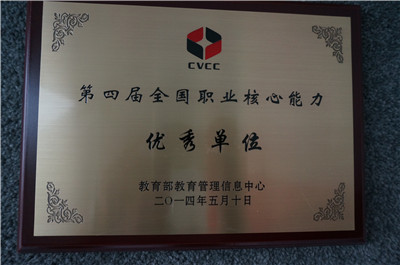 CVCC
第四届全国职业核心能力
优秀单位
教育部教育管理信息中心
二〇一四年五月十日